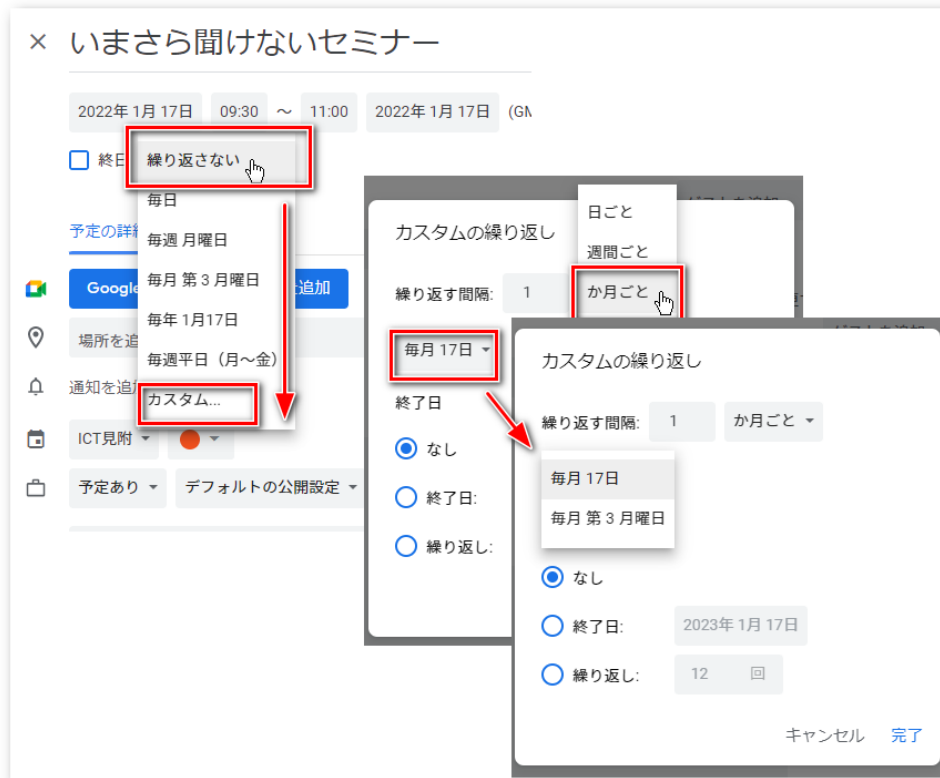 いまさら聞けないセミナー
2022年 1月 17日 09:30 ～ 11:00 2022年 1月 17日 (GM
終日
繰り返さない
毎日
毎週 月曜日
毎月 第 3 月曜日
毎年 1月17日
毎週平日（月～金）
カスタム...
予定の詳細
Google
を追加
場所を追
通知を追加
ICT見附
予定あり デフォルトの公開設定
カスタムの繰り返し
繰り返す間隔: 1
日ごと
週間ごと
か月ごと
毎月 17日
終了日
なし
終了日:
繰り返し:
カスタムの繰り返し
繰り返す間隔: 1 か月ごと
毎月 17日
毎月 第 3 月曜日
なし
終了日: 2023年 1月 17日
繰り返し: 12 回
キャンセル 完了